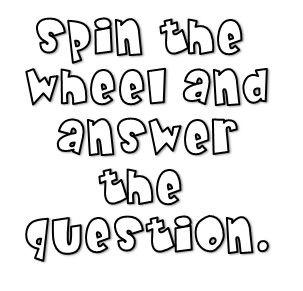 spin the
wheel and
answer
the
question.